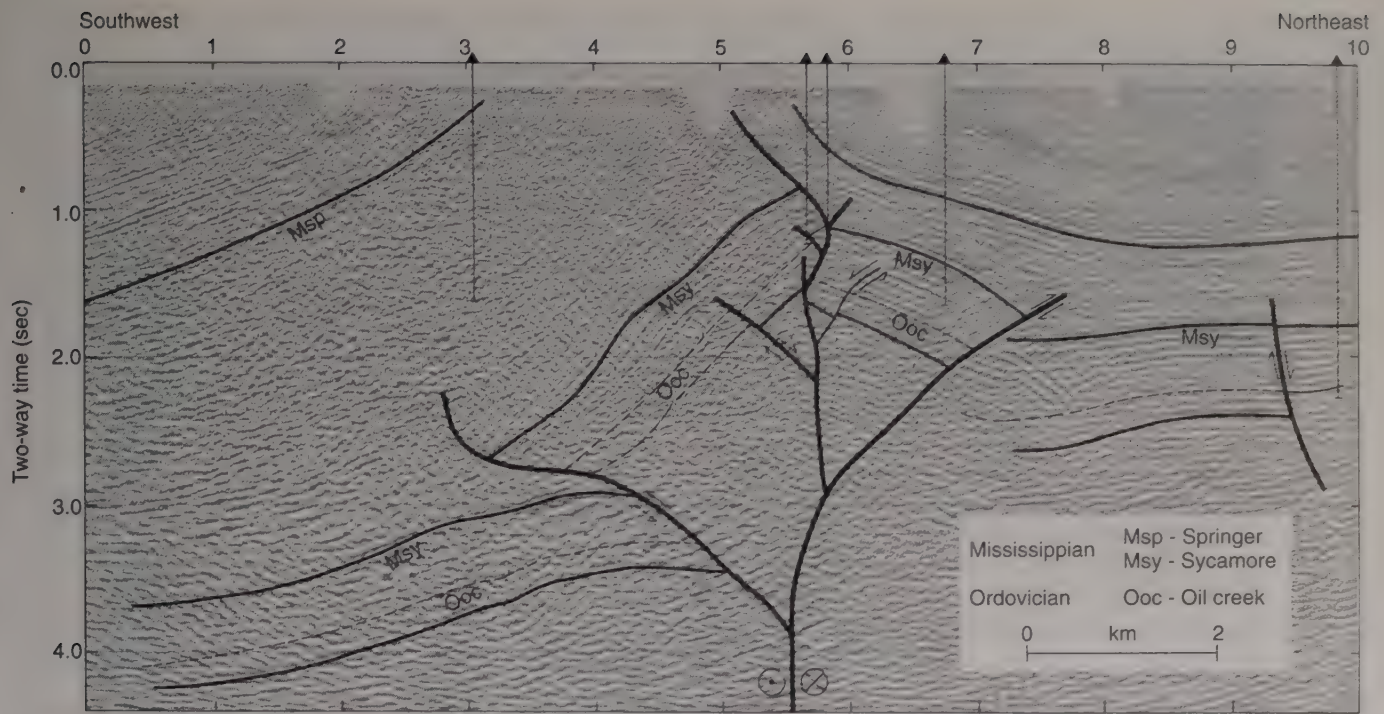 Southwest Northeast
0 1 2 3 4 5 6 7 8 9 10
0.0
1.0
2.0
3.0
4.0
Two-way time (sec)
Msp
Msy
Msy
Ooc
Ooc
Msy
Msy
Ooc
Mississippian Msp - Springer
Msy - Sycamore
Ordovician Ooc - Oil creek
0 km 2